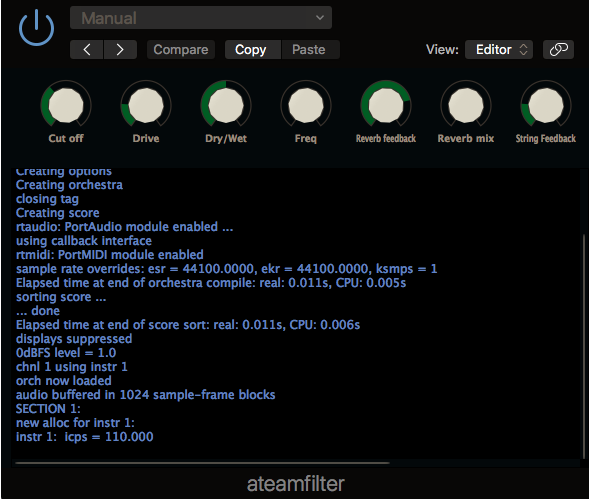 Manual
Compare Copy Paste View: Editor
Cut off Drive Dry/Wet Freq Reverb feedback Reverb mix String Feedback
Creating options
Creating orchestra
closing tag
Creating score
rtaudio: PortAudio module enabled ...
using callback interface
rtmidi: PortMIDI module enabled
sample rate overrides: esr = 44100.0000, ekr = 44100.0000, ksmps = 1
Elapsed time at end of orchestra compile: real: 0.011s, CPU: 0.005s
sorting score ...
... done
Elapsed time at end of score sort: real: 0.011s, CPU: 0.006s
displays suppressed
0dBFS level = 1.0
chnl 1 using instr 1
orch now loaded
audio buffered in 1024 sample-frame blocks
SECTION 1:
new alloc for instr 1:
instr 1:  icps = 110.000
ateamfilter